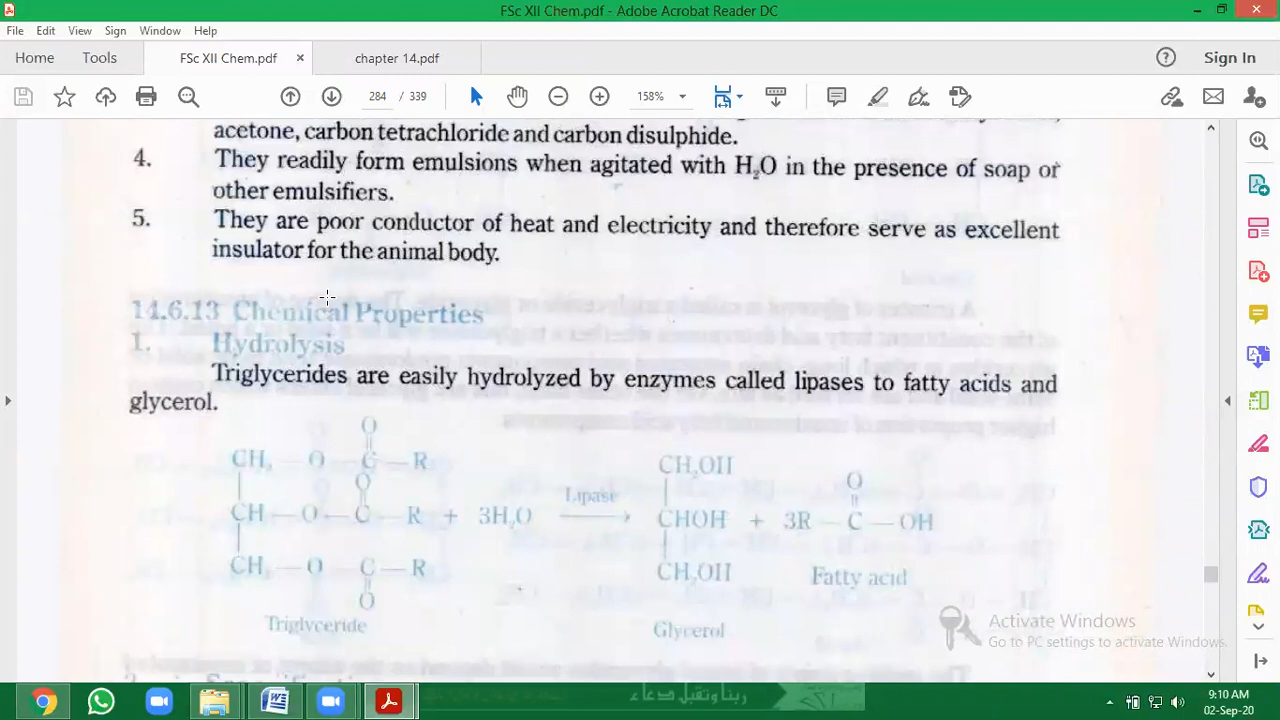 FSc XII Chem.pdf - Adobe Acrobat Reader DC
File Edit View Sign Window Help
Home Tools FSc XII Chem.pdf × chapter 14.pdf Sign In
284 / 339 158%
acetone, carbon tetrachloride and carbon disulphide.
4. They readily form emulsions when agitated with H₂O in the presence of soap or
other emulsifiers.
5. They are poor conductor of heat and electricity and therefore serve as excellent
insulator for the animal body.
14.6.13 Chemical Properties
1. Hydrolysis
Triglycerides are easily hydrolyzed by enzymes called lipases to fatty acids and
glycerol.
O
CH₂ — O — C — R CH₂OH
O O
CH — O — C — R + 3H₂O Lipase → CHOH + 3R — C — OH
CH₂ — O — C — R CH₂OH Fatty acid
O
Triglyceride Glycerol
Activate Windows
Go to PC settings to activate Windows.
ربنا وتقبل دعاء
9:10 AM
02-Sep-20